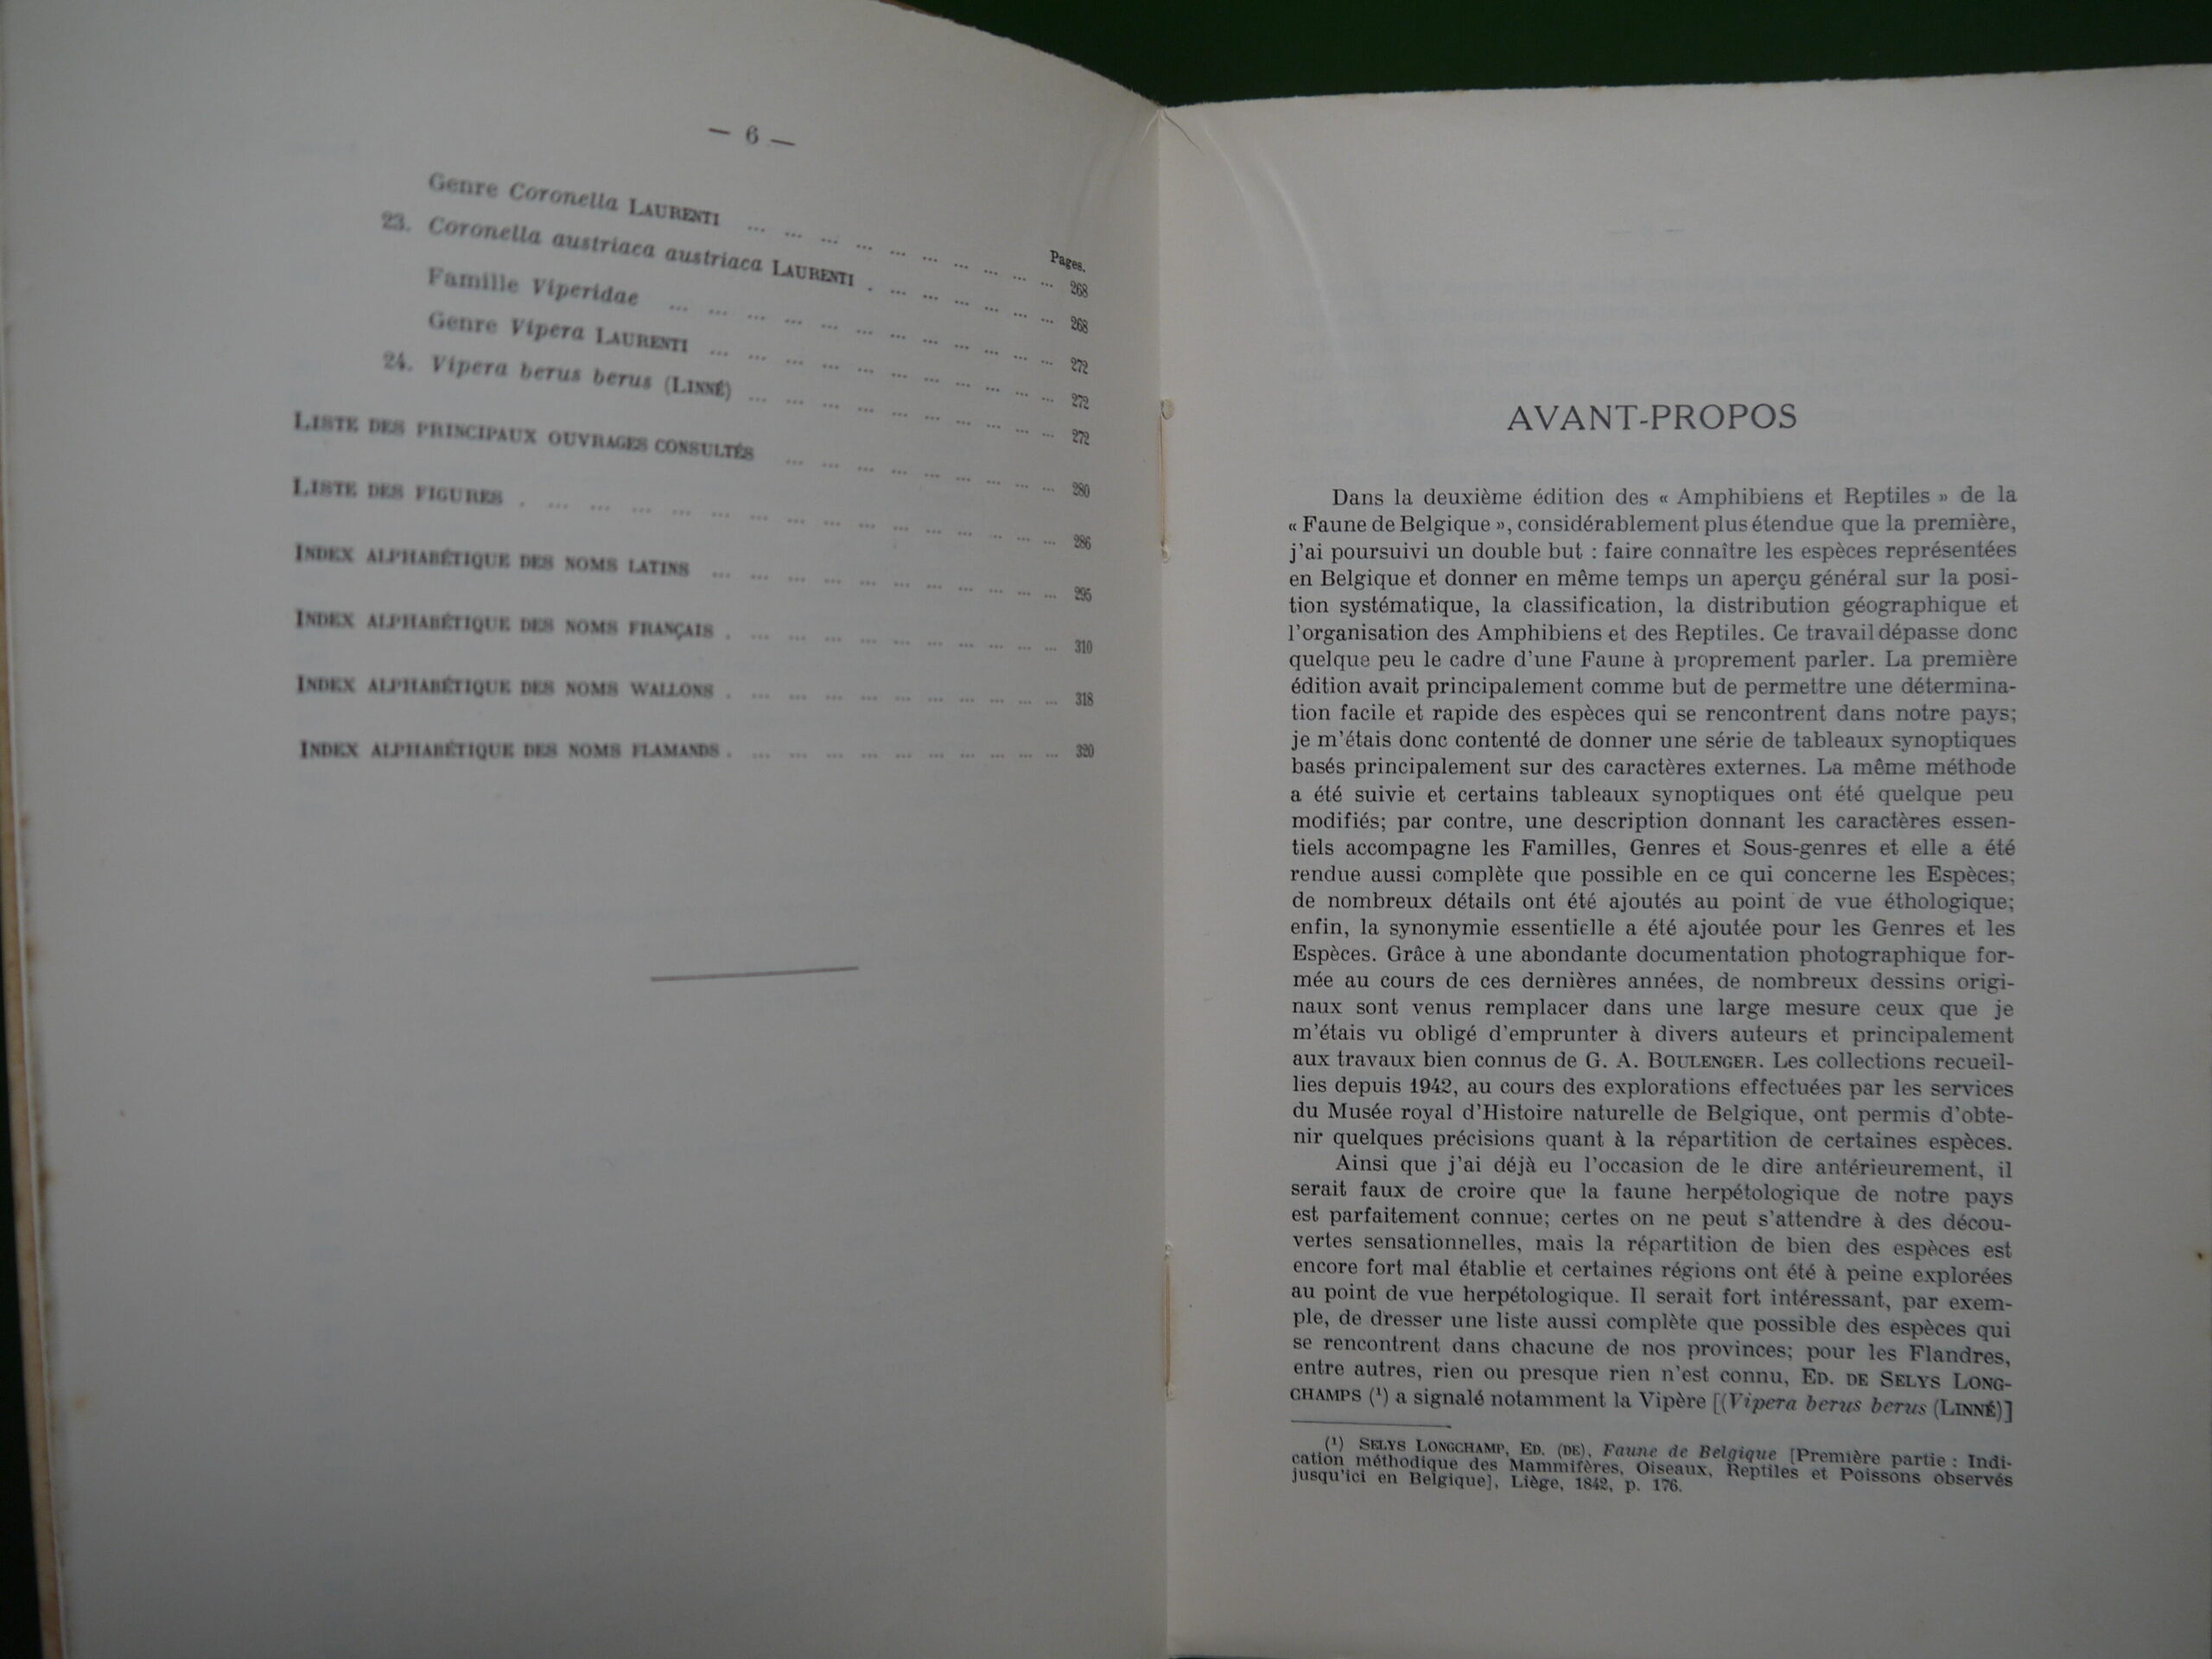 — 6 —
Pages.
Genre Coronella LAURENTI ... ... ... ... ... ... ... ... ... 268
23. Coronella austriaca austriaca LAURENTI . ... ... ... ... ... 268
Famille Viperidae ... ... ... ... ... ... ... ... ... ... ... 272
Genre Vipera LAURENTI ... ... ... ... ... ... ... ... ... ... 272
24. Vipera berus berus (LINNÉ) ... ... ... ... ... ... ... ... ... 272
LISTE DES PRINCIPAUX OUVRAGES CONSULTÉS ... ... ... ... ... ... ... ... 280
LISTE DES FIGURES . ... ... ... ... ... ... ... ... ... ... ... ... ... ... 286
INDEX ALPHABÉTIQUE DES NOMS LATINS ... ... ... ... ... ... ... ... ... ... 295
INDEX ALPHABÉTIQUE DES NOMS FRANÇAIS . ... ... ... ... ... ... ... ... ... 310
INDEX ALPHABÉTIQUE DES NOMS WALLONS . ... ... ... ... ... ... ... ... ... 318
INDEX ALPHABÉTIQUE DES NOMS FLAMANDS . ... ... ... ... ... ... ... ... ... 320
AVANT-PROPOS
Dans la deuxième édition des « Amphibiens et Reptiles » de la
« Faune de Belgique », considérablement plus étendue que la première,
j'ai poursuivi un double but : faire connaître les espèces représentées
en Belgique et donner en même temps un aperçu général sur la posi-
tion systématique, la classification, la distribution géographique et
l'organisation des Amphibiens et des Reptiles. Ce travail dépasse donc
quelque peu le cadre d'une Faune à proprement parler. La première
édition avait principalement comme but de permettre une détermina-
tion facile et rapide des espèces qui se rencontrent dans notre pays;
je m'étais donc contenté de donner une série de tableaux synoptiques
basés principalement sur des caractères externes. La même méthode
a été suivie et certains tableaux synoptiques ont été quelque peu
modifiés; par contre, une description donnant les caractères essen-
tiels accompagne les Familles, Genres et Sous-genres et elle a été
rendue aussi complète que possible en ce qui concerne les Espèces;
de nombreux détails ont été ajoutés au point de vue éthologique;
enfin, la synonymie essentielle a été ajoutée pour les Genres et les
Espèces. Grâce à une abondante documentation photographique for-
mée au cours de ces dernières années, de nombreux dessins origi-
naux sont venus remplacer dans une large mesure ceux que je
m'étais vu obligé d'emprunter à divers auteurs et principalement
aux travaux bien connus de G. A. BOULENGER. Les collections recueil-
lies depuis 1942, au cours des explorations effectuées par les services
du Musée royal d'Histoire naturelle de Belgique, ont permis d'obte-
nir quelques précisions quant à la répartition de certaines espèces.
Ainsi que j'ai déjà eu l'occasion de le dire antérieurement, il
serait faux de croire que la faune herpétologique de notre pays
est parfaitement connue; certes on ne peut s'attendre à des décou-
vertes sensationnelles, mais la répartition de bien des espèces est
encore fort mal établie et certaines régions ont été à peine explorées
au point de vue herpétologique. Il serait fort intéressant, par exem-
ple, de dresser une liste aussi complète que possible des espèces qui
se rencontrent dans chacune de nos provinces; pour les Flandres,
entre autres, rien ou presque rien n'est connu, ED. DE SELYS LONG-
CHAMPS (¹) a signalé notamment la Vipère [(Vipera berus berus (LINNÉ)]
(¹) SELYS LONGCHAMP, ED. (DE), Faune de Belgique [Première partie : Indi-
cation méthodique des Mammifères, Oiseaux, Reptiles et Poissons observés
jusqu'ici en Belgique], Liège, 1842, p. 176.